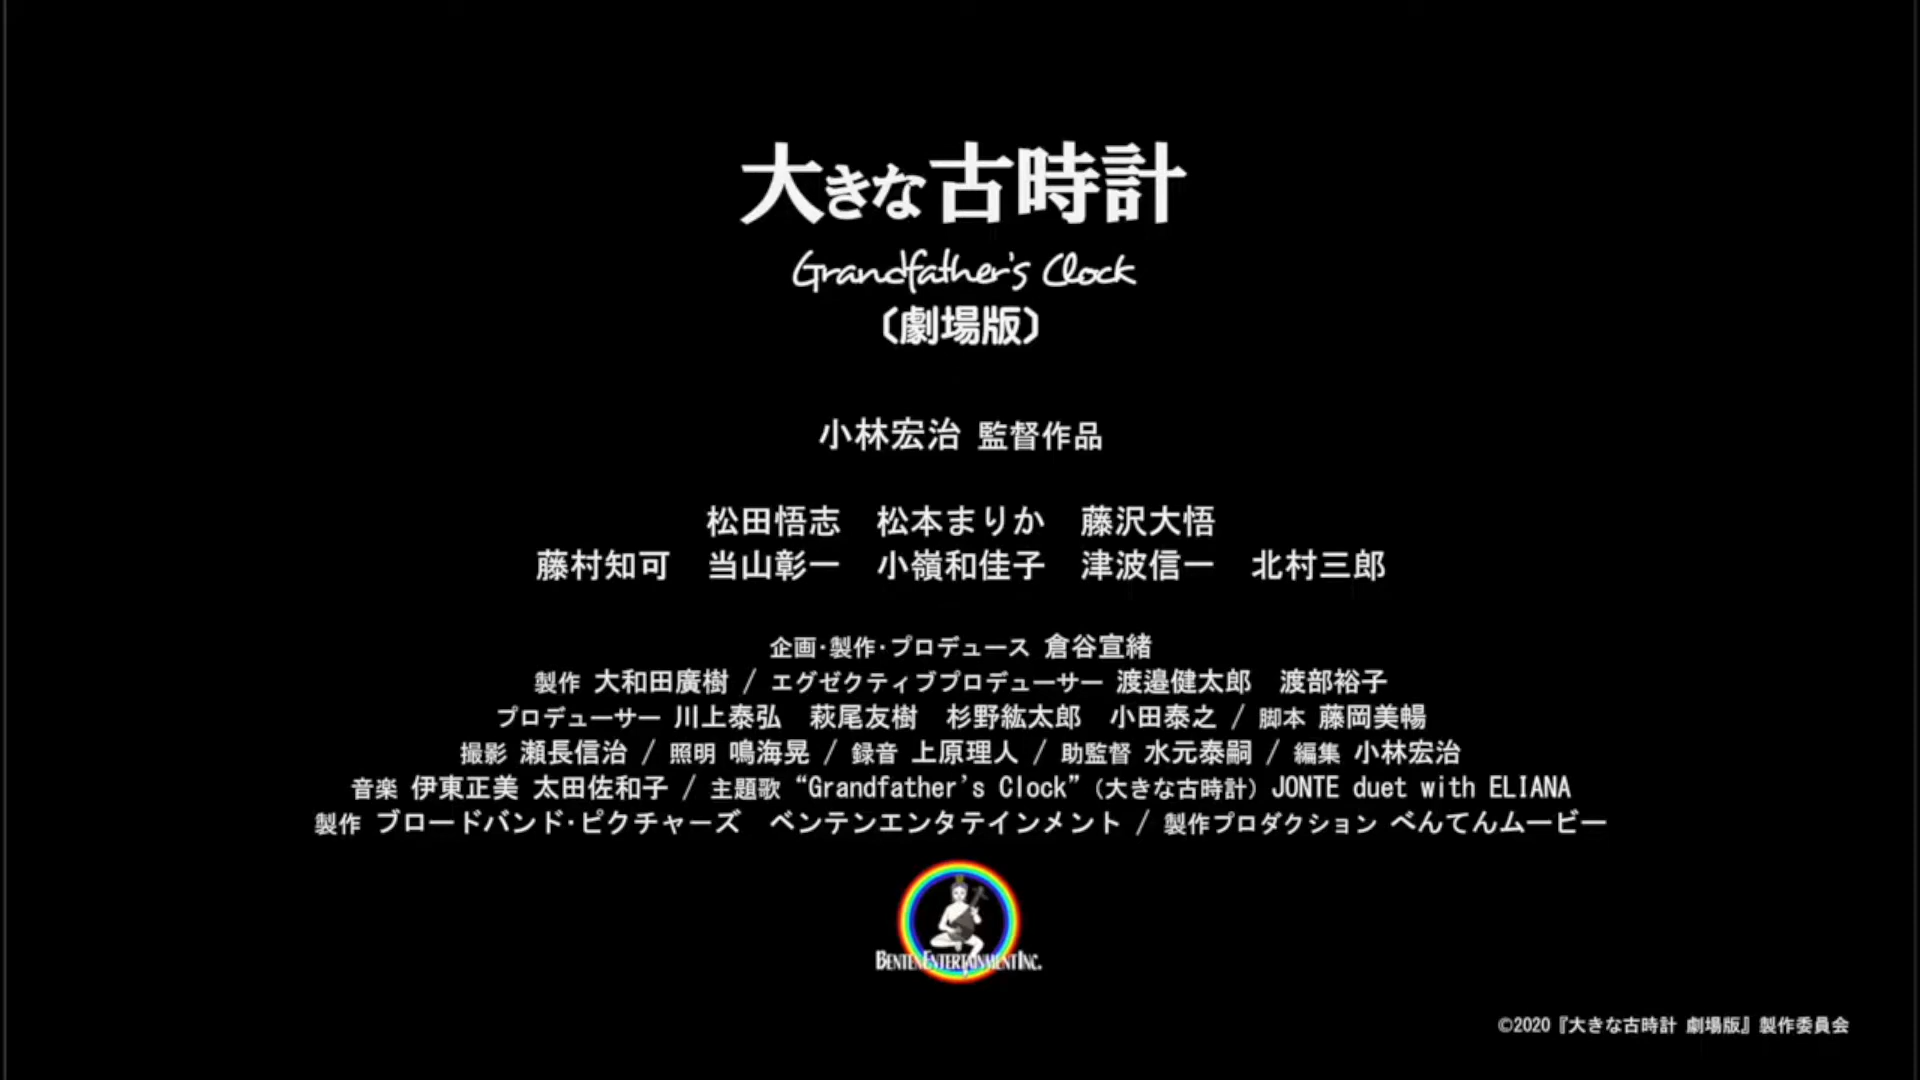 大きな古時計
Grandfather's Clock
〔劇場版〕
小林宏治 監督作品
松田悟志　松本まりか　藤沢大悟
藤村知可　当山彰一　小嶺和佳子　津波信一　北村三郎
企画・製作・プロデュース 倉谷宣緒
製作 大和田廣樹 / エグゼクティブプロデューサー 渡邉健太郎　渡部裕子
プロデューサー 川上泰弘　萩尾友樹　杉野紘太郎　小田泰之 / 脚本 藤岡美暢
撮影 瀬長信治 / 照明 鳴海晃 / 録音 上原理人 / 助監督 水元泰嗣 / 編集 小林宏治
音楽 伊東正美 太田佐和子 / 主題歌 “Grandfather’s Clock”（大きな古時計）JONTE duet with ELIANA
製作 ブロードバンド・ピクチャーズ　ベンテンエンタテインメント / 製作プロダクション べんてんムービー
BENTENENTERTAINMENTINC.
©2020『大きな古時計 劇場版』製作委員会